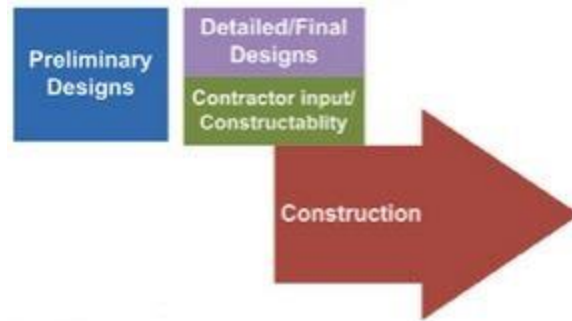 Preliminary
Designs
Detailed/Final
Designs
Contractor input/
Constructablity
Construction